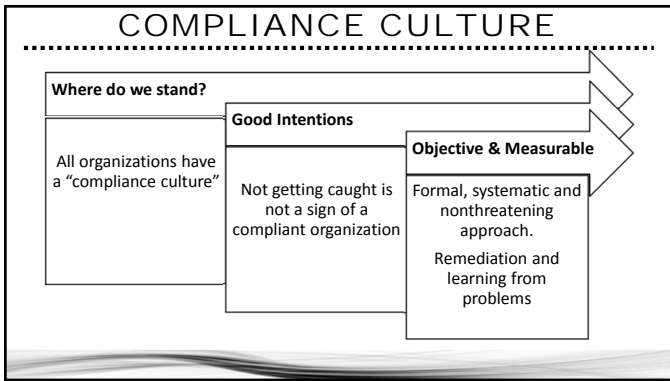 COMPLIANCE CULTURE
Where do we stand?
All organizations have
a “compliance culture”
Good Intentions
Not getting caught is
not a sign of a
compliant organization
Objective & Measurable
Formal, systematic and
nonthreatening
approach.
Remediation and
learning from
problems